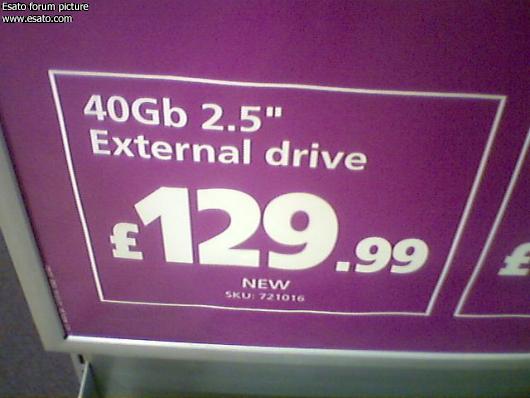 Esato forum picture
www.esato.com
40Gb 2.5"
External drive
£129.99
NEW
SKU: 721016
£